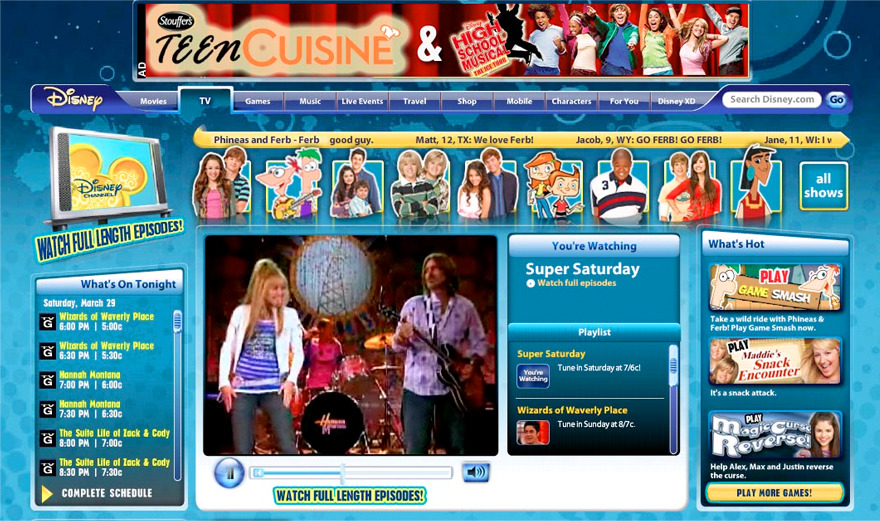 AD
Stouffer's
TEEN CUISINE & Disney HIGH SCHOOL MUSICAL THE ICE TOUR
Disney
Movies TV Games Music Live Events Travel Shop Mobile Characters For You Disney XD
Search Disney.com Go
Phineas and Ferb - Ferb good guy. Matt, 12, TX: We love Ferb! Jacob, 9, WY: GO FERB! GO FERB! Jane, 11, WI: I
Disney
CHANNEL
WATCH FULL LENGTH EPISODES!
3
all
shows
What's On Tonight
Saturday, March 29
G
Wizards of Waverly Place
6:00 PM | 5:00c
G
Wizards of Waverly Place
6:30 PM | 5:30c
G
Hannah Montana
7:00 PM | 6:00c
G
Hannah Montana
7:30 PM | 6:30c
G
The Suite Life of Zack & Cody
8:00 PM | 7:00c
G
The Suite Life of Zack & Cody
8:30 PM | 7:30c
COMPLETE SCHEDULE
Hannah
Montana
WATCH FULL LENGTH EPISODES!
You're Watching
Super Saturday
Watch full episodes
Playlist
Super Saturday
You're
Watching
Tune in Saturday at 7/6c!
Wizards of Waverly Place
Tune in Sunday at 8/7c.
What's Hot
PLAY
GAME SMASH
Take a wild ride with Phineas &
Ferb! Play Game Smash now.
PLAY
Maddie's
Snack
Encounter
It's a snack attack.
PLAY
Magic Curse
Reverse!
Help Alex, Max and Justin reverse
the curse.
PLAY MORE GAMES!